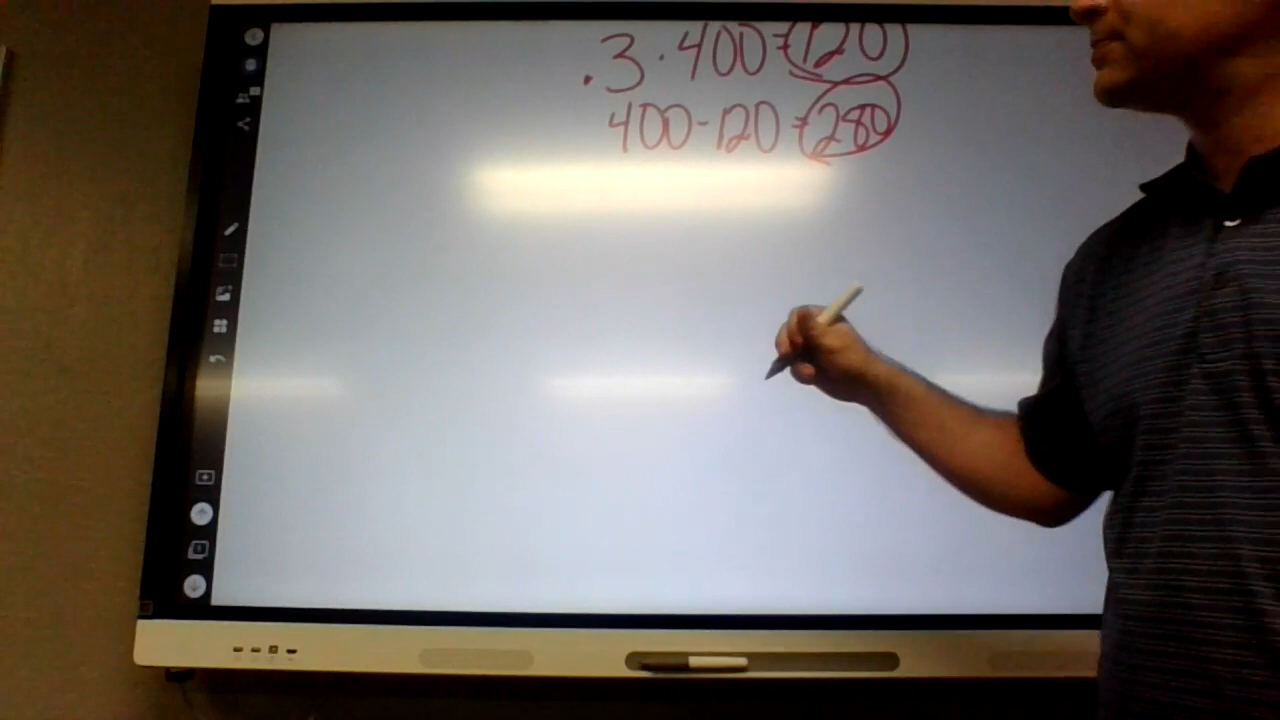 .3 · 400 = 120
400 - 120 = 280